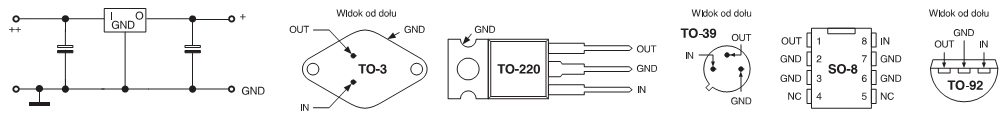 ++
I
O
GND
+
GND
Widok od dołu
OUT
GND
TO-3
IN
GND
TO-220
OUT
GND
IN
Widok od dołu
TO-39
OUT
IN
GND
OUT 1 8 IN
GND 2 7 GND
SO-8
GND 3 6 GND
NC 4 5 NC
Widok od dołu
GND
OUT IN
TO-92